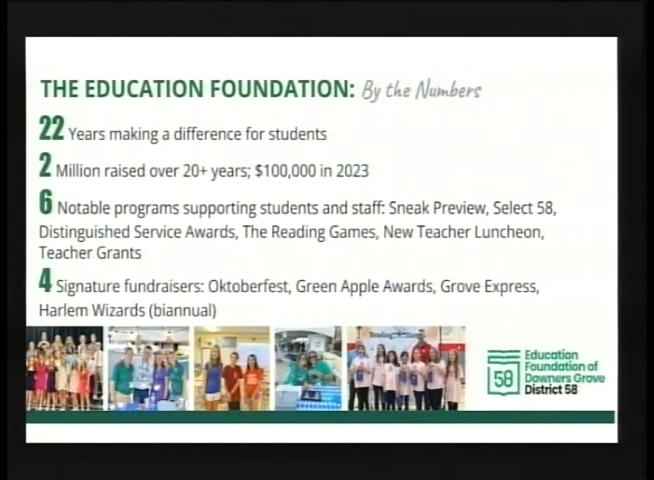 THE EDUCATION FOUNDATION: By the Numbers
22 Years making a difference for students
2 Million raised over 20+ years; $100,000 in 2023
6 Notable programs supporting students and staff: Sneak Preview, Select 58,
Distinguished Service Awards, The Reading Games, New Teacher Luncheon,
Teacher Grants
4 Signature fundraisers: Oktoberfest, Green Apple Awards, Grove Express,
Harlem Wizards (biannual)
Reading
58
Education
Foundation of
Downers Grove
District 58